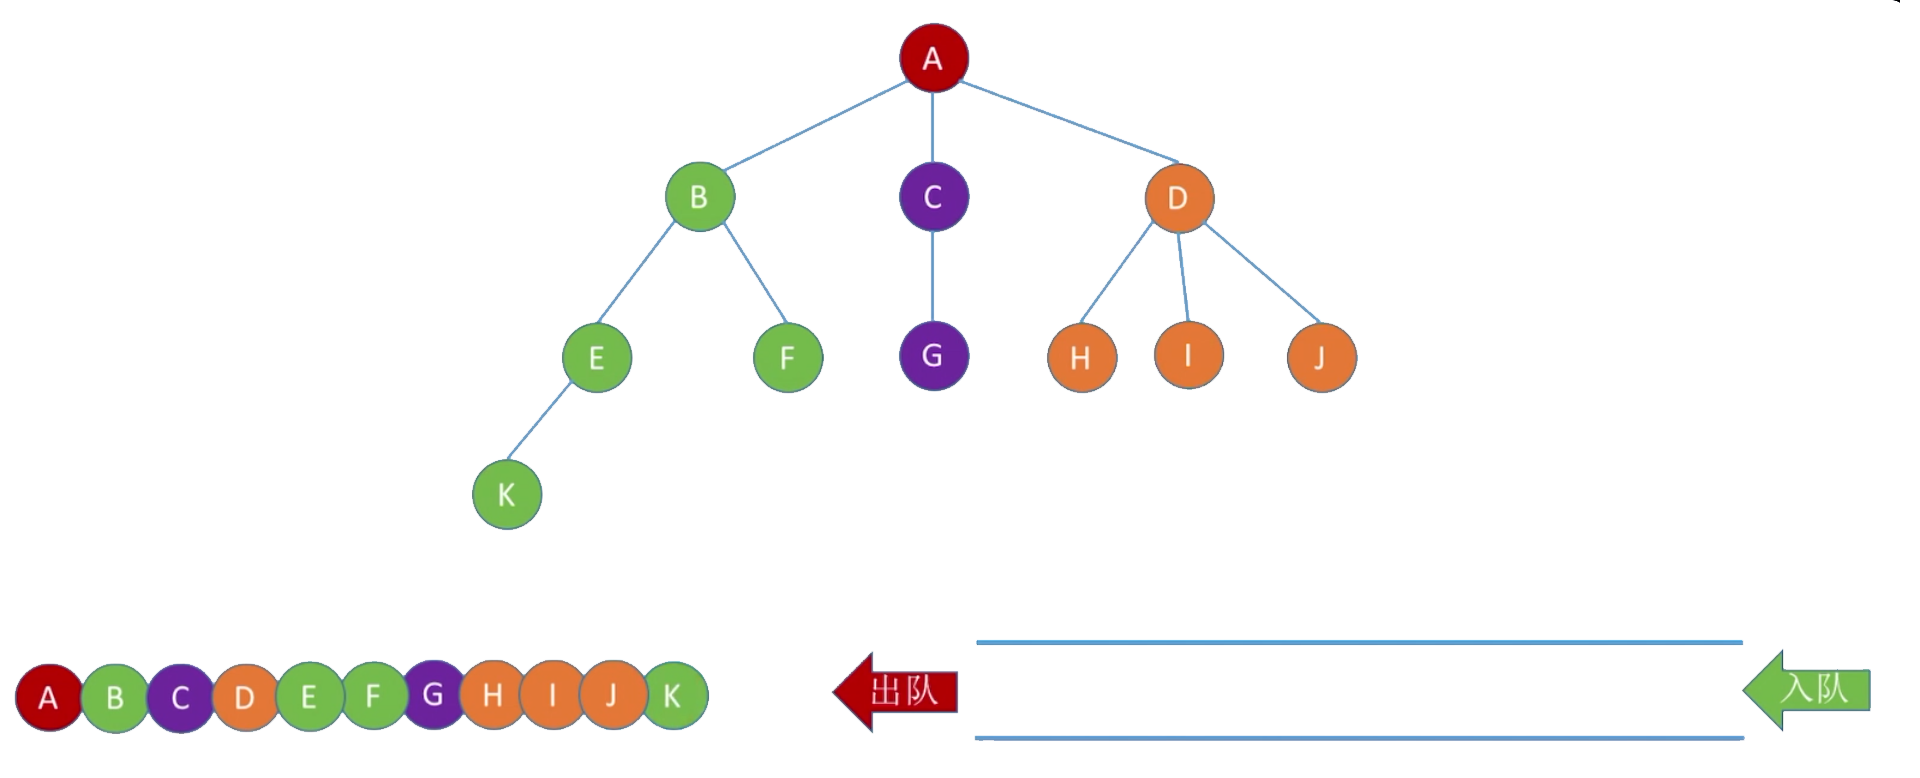 A
B C D
E F G H I J
K
A B C D E F G H I J K 出队 入队